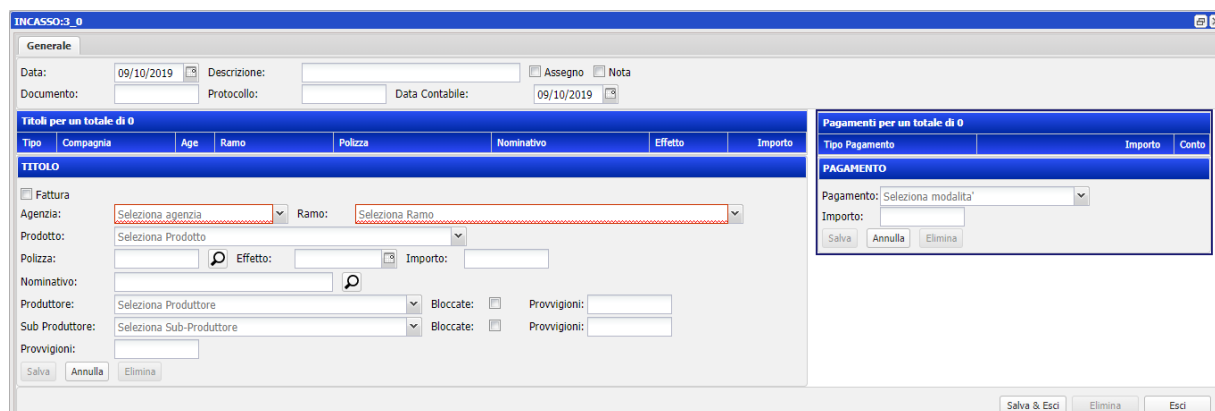 INCASSO:3_0
Generale
Data: 09/10/2019 Descrizione: Assegno Nota
Documento: Protocollo: Data Contabile: 09/10/2019
Titoli per un totale di 0
Tipo Compagnia Age Ramo Polizza Nominativo Effetto Importo
TITOLO
Fattura
Agenzia: Seleziona agenzia Ramo: Seleziona Ramo
Prodotto: Seleziona Prodotto
Polizza: Effetto: Importo:
Nominativo:
Produttore: Seleziona Produttore Bloccate: Provvigioni:
Sub Produttore: Seleziona Sub-Produttore Bloccate: Provvigioni:
Provvigioni:
Salva Annulla Elimina
Pagamenti per un totale di 0
Tipo Pagamento Importo Conto
PAGAMENTO
Pagamento: Seleziona modalita'
Importo:
Salva Annulla Elimina
Salva & Esci Elimina Esci